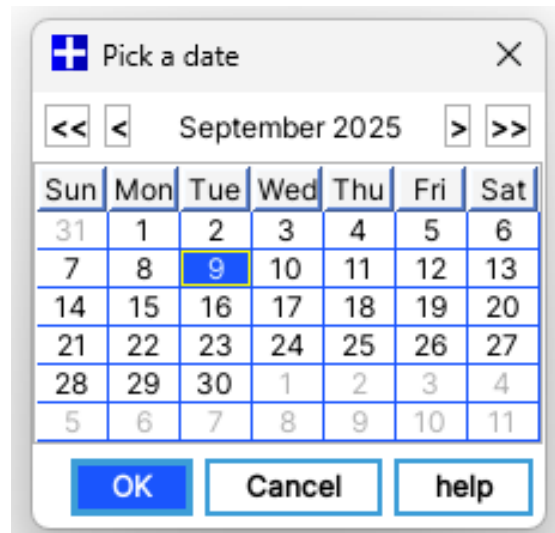 Pick a date
<< < September 2025 > >>
Sun Mon Tue Wed Thu Fri Sat
31 1 2 3 4 5 6
7 8 9 10 11 12 13
14 15 16 17 18 19 20
21 22 23 24 25 26 27
28 29 30 1 2 3 4
5 6 7 8 9 10 11
OK Cancel help